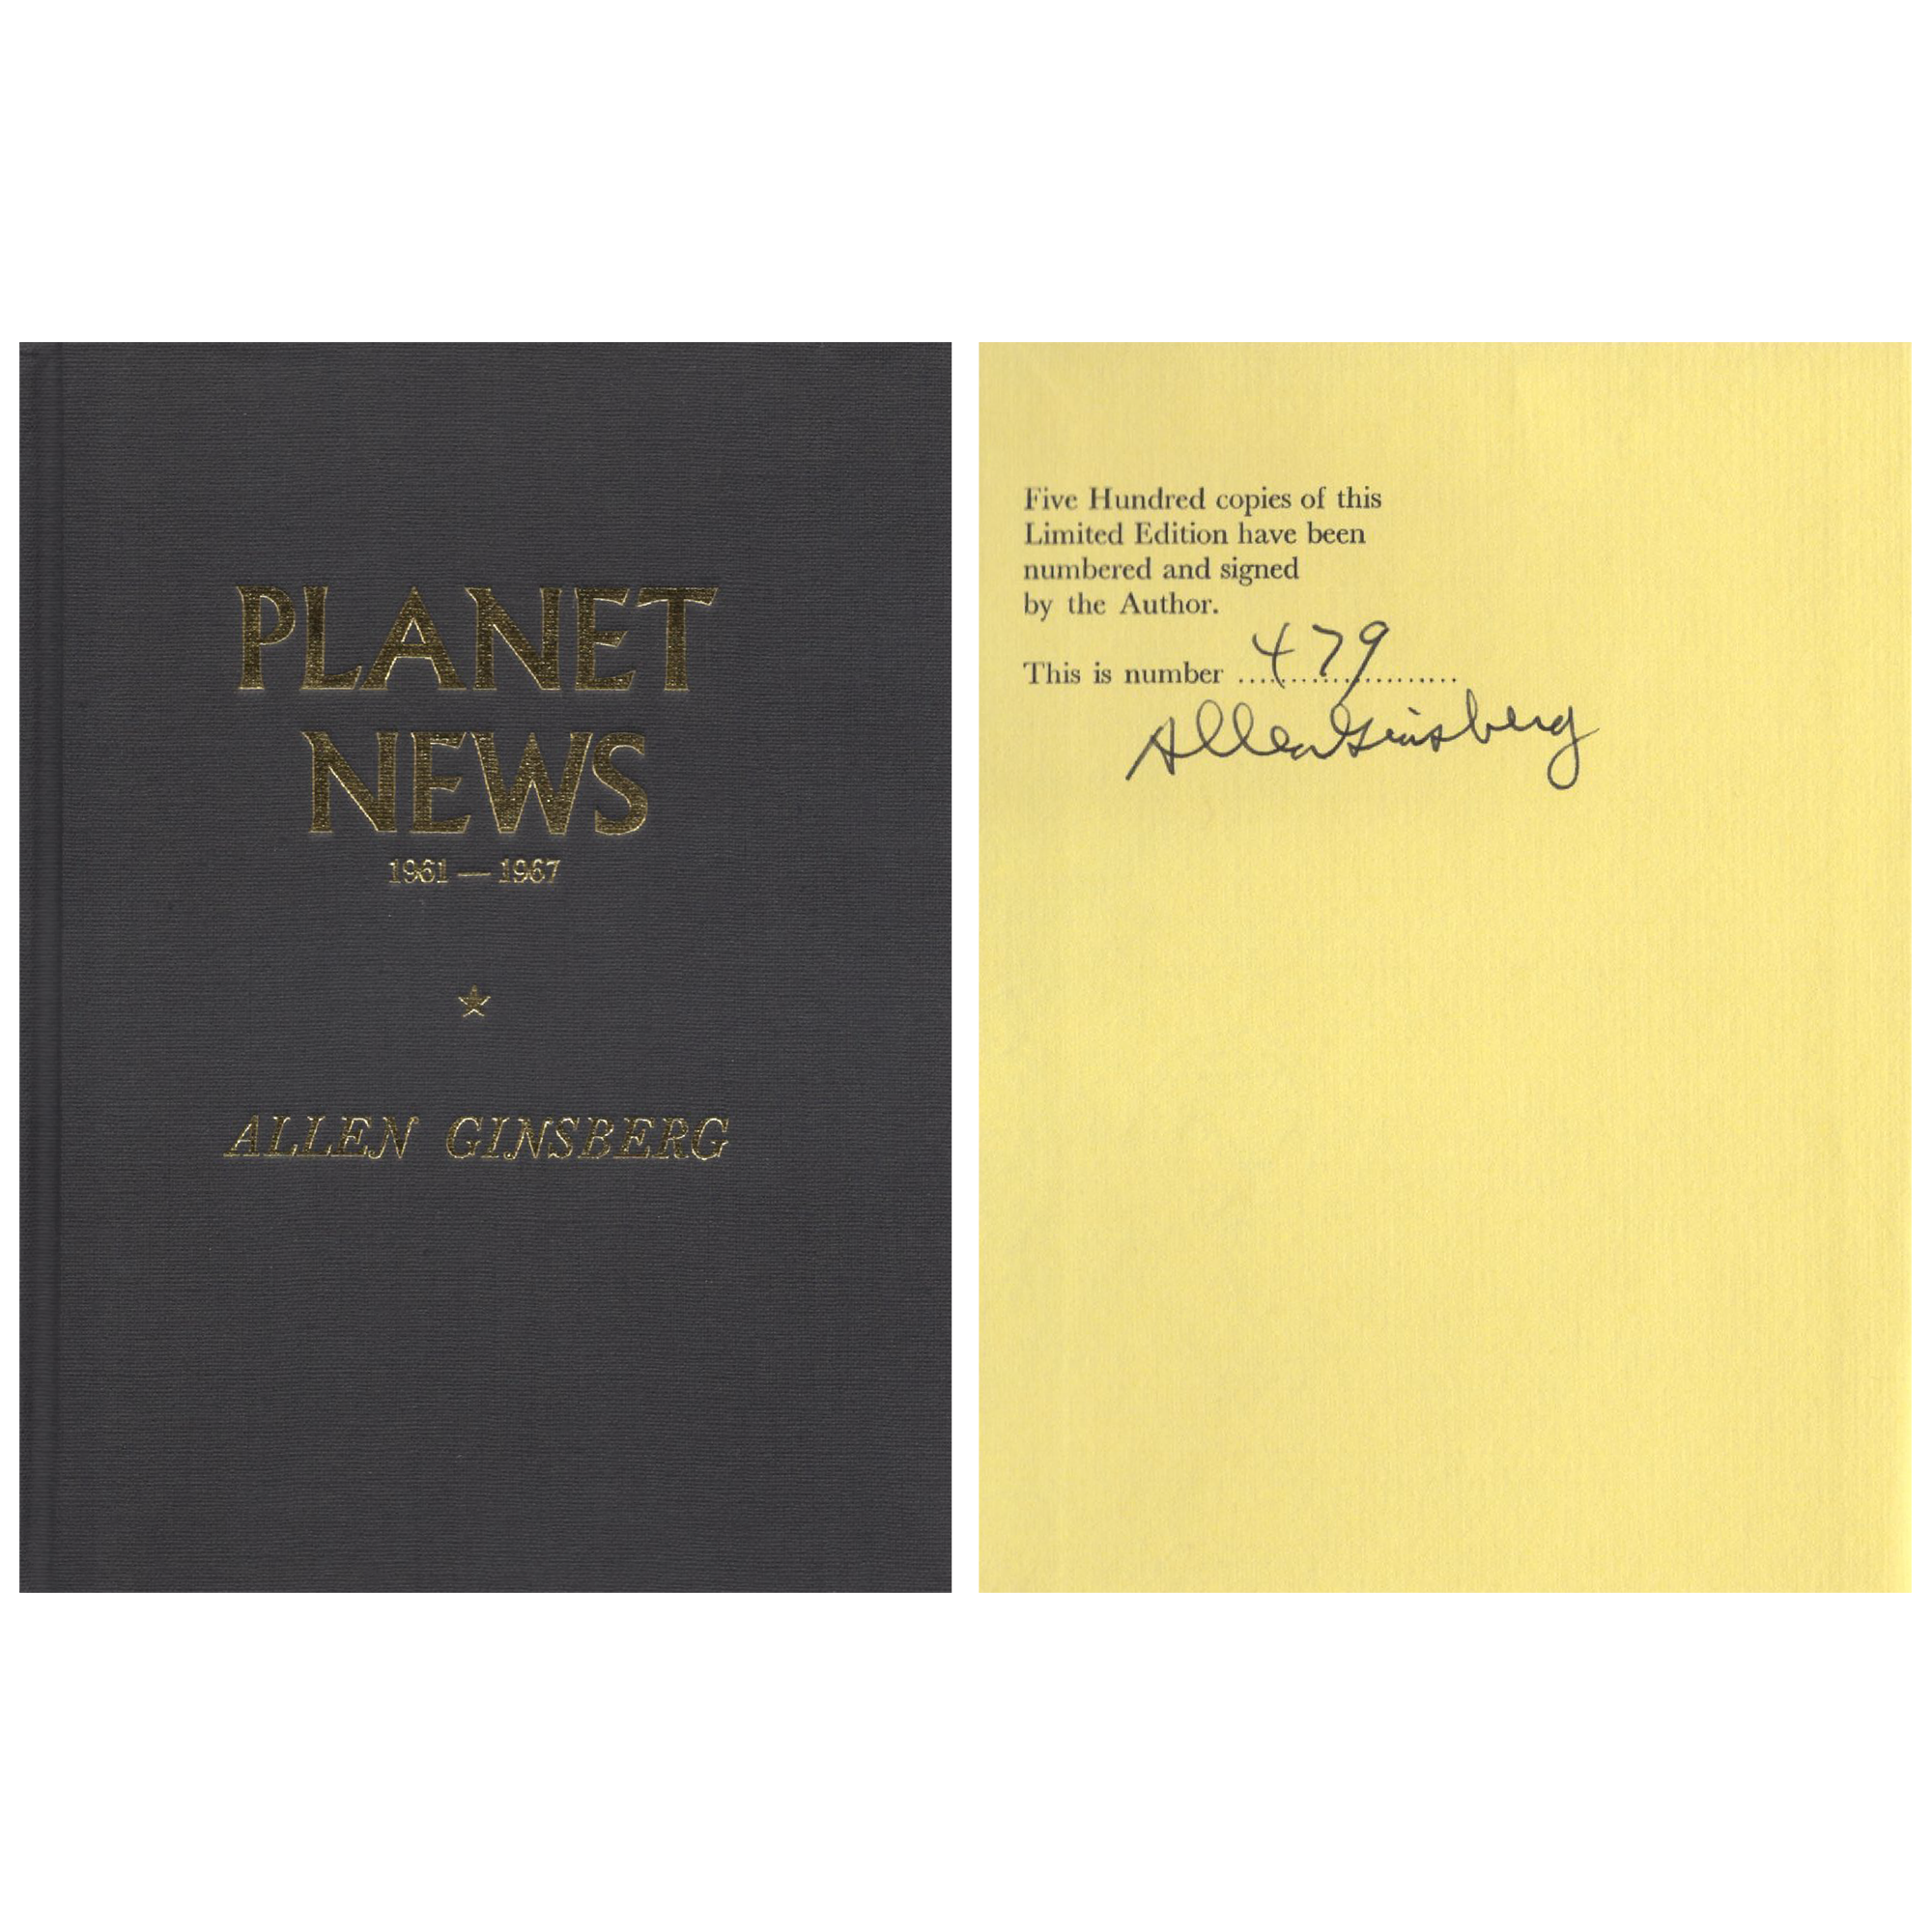 PLANET
NEWS
1961 — 1967
ALLEN GINSBERG
Five Hundred copies of this
Limited Edition have been
numbered and signed
by the Author.
This is number ....479....................
Allen Ginsberg